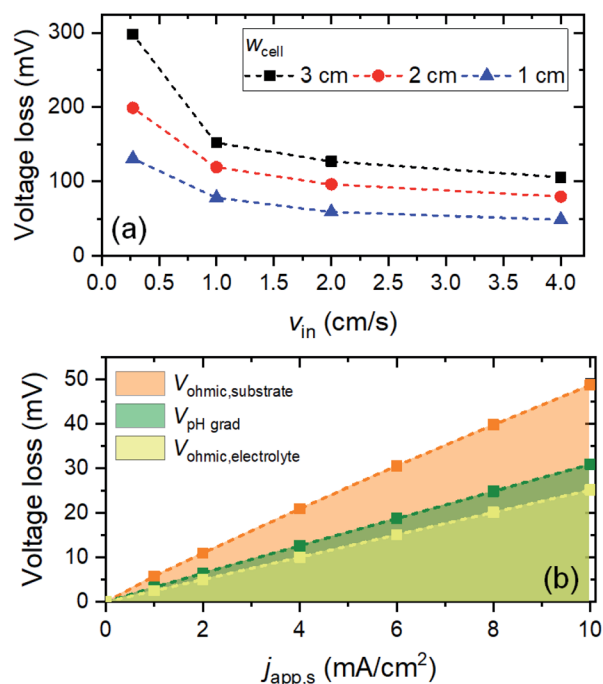 300
200
100
0
Voltage loss (mV)
w_cell
3 cm 2 cm 1 cm
(a)
0.0 0.5 1.0 1.5 2.0 2.5 3.0 3.5 4.0
v_in (cm/s)
50
40
30
20
10
0
Voltage loss (mV)
V_ohmic,substrate
V_pH grad
V_ohmic,electrolyte
(b)
0 2 4 6 8 10
j_app,s (mA/cm²)